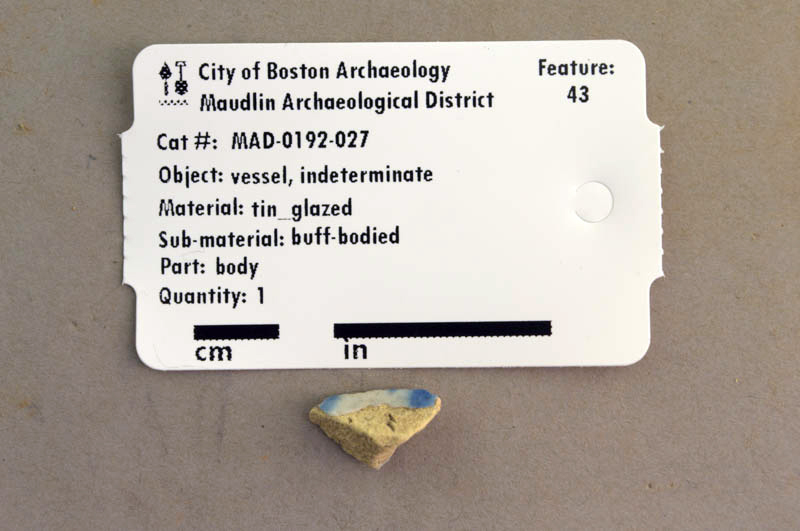 City of Boston Archaeology
Maudlin Archaeological District
Feature:
43
Cat #: MAD-0192-027
Object: vessel, indeterminate
Material: tin_glazed
Sub-material: buff-bodied
Part: body
Quantity: 1
cm
in